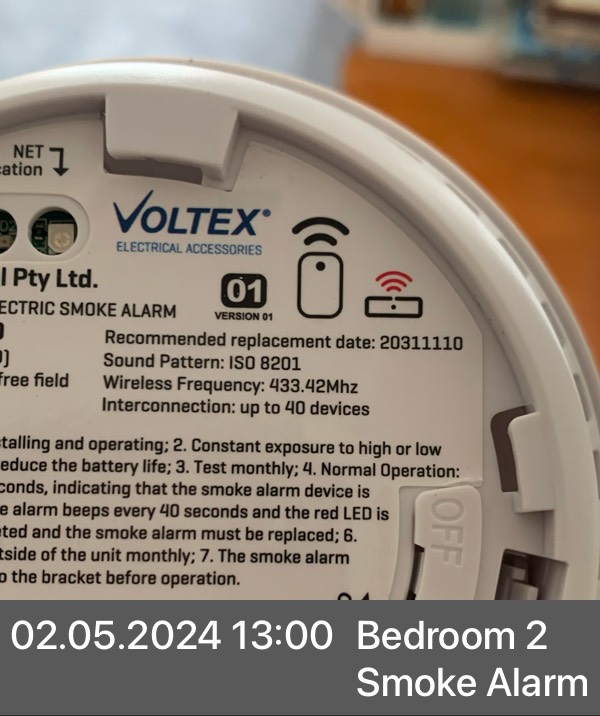 NET
cation
VOLTEX®
ELECTRICAL ACCESSORIES
l Pty Ltd.
ECTRIC SMOKE ALARM
01
VERSION 01
Recommended replacement date: 20311110
Sound Pattern: ISO 8201
free field
Wireless Frequency: 433.42Mhz
Interconnection: up to 40 devices
stalling and operating; 2. Constant exposure to high or low
educe the battery life; 3. Test monthly; 4. Normal Operation:
conds, indicating that the smoke alarm device is
e alarm beeps every 40 seconds and the red LED is
ted and the smoke alarm must be replaced; 6.
tside of the unit monthly; 7. The smoke alarm
o the bracket before operation.
OFF
02.05.2024 13:00 Bedroom 2
Smoke Alarm